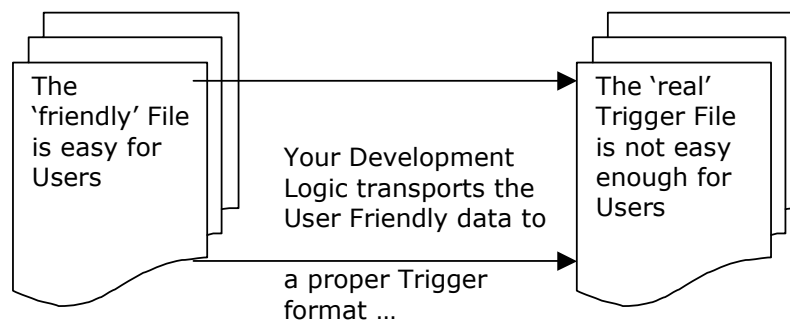 The
‘friendly’ File
is easy for
Users
Your Development
Logic transports the
User Friendly data to
a proper Trigger
format …
The ‘real’
Trigger File
is not easy
enough for
Users